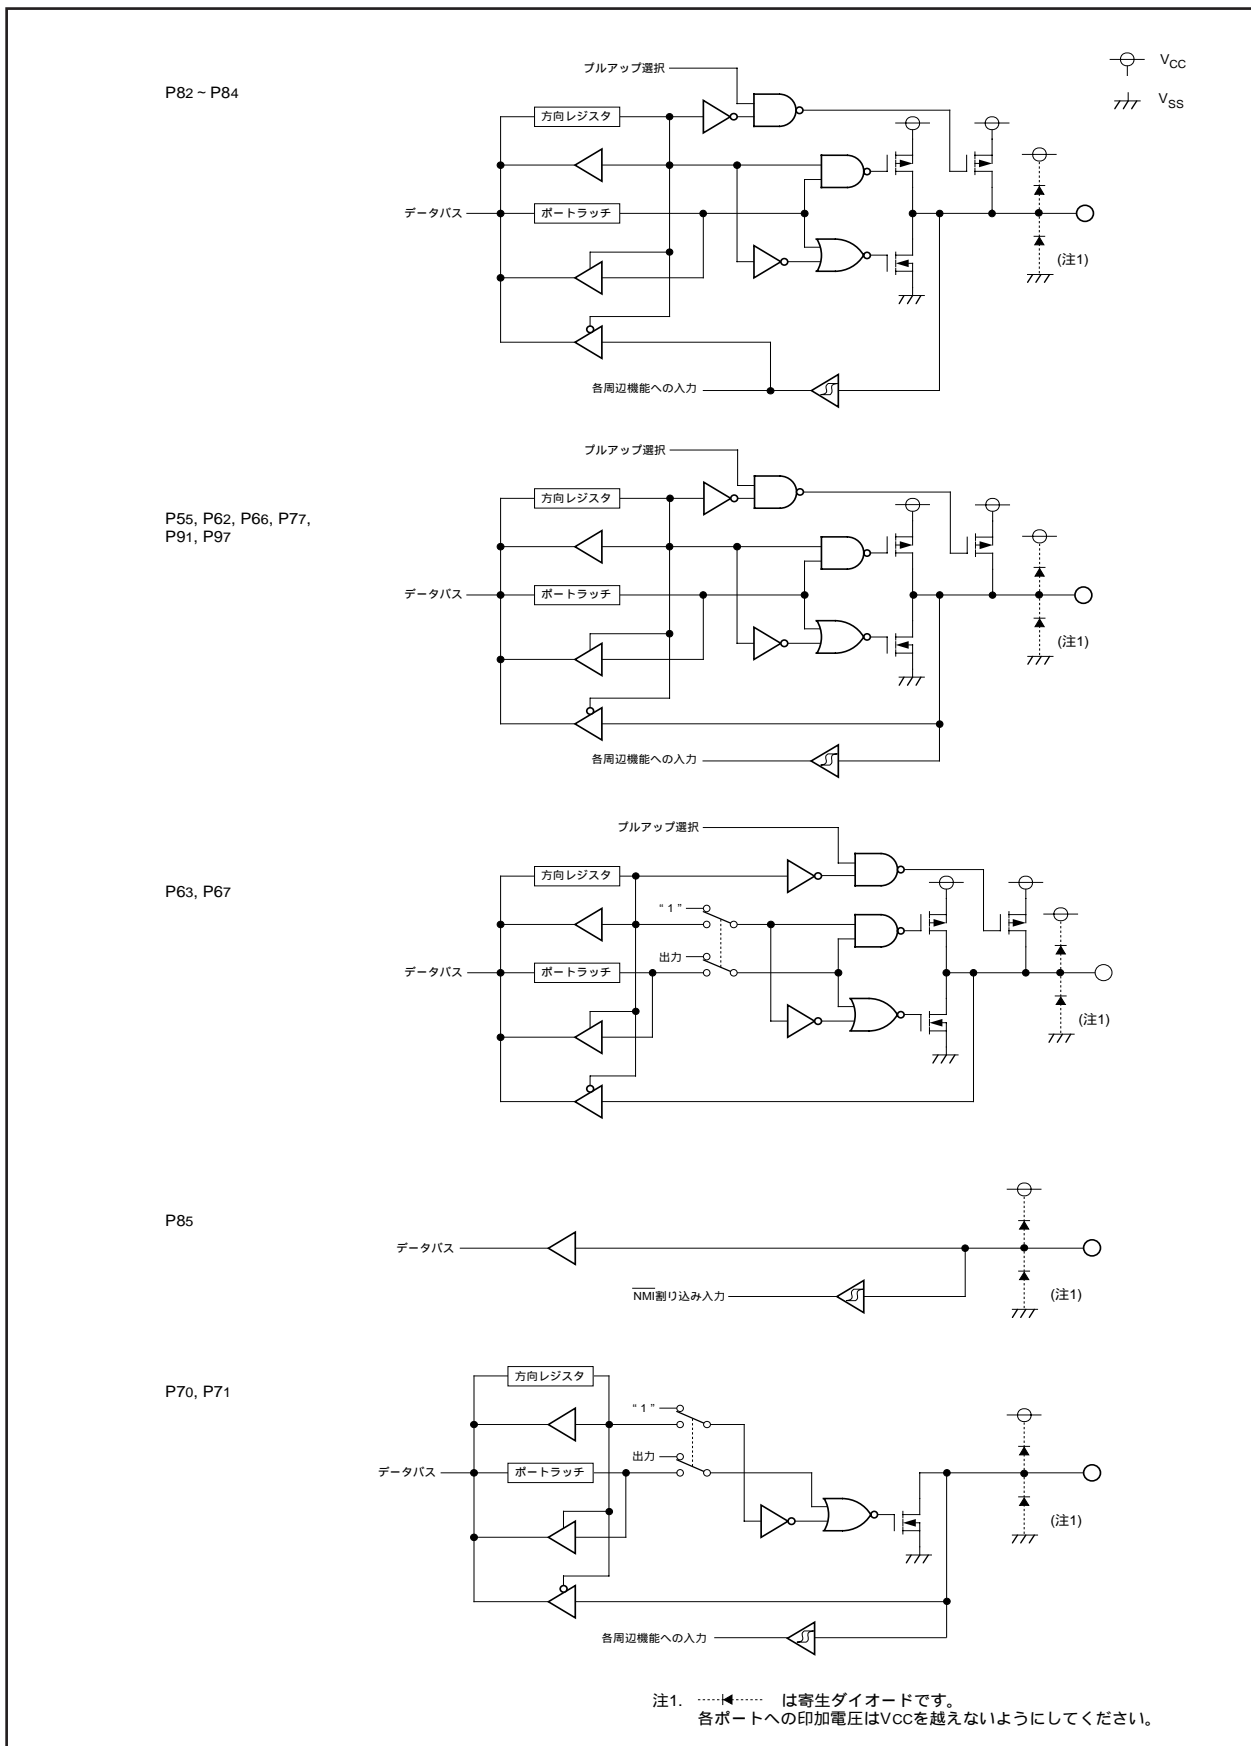 VCC
VSS
P82 ~ P84
プルアップ選択
方向レジスタ
データバス
ポートラッチ
(注1)
各周辺機能への入力
P55, P62, P66, P77,
P91, P97
プルアップ選択
方向レジスタ
データバス
ポートラッチ
(注1)
各周辺機能への入力
P63, P67
プルアップ選択
方向レジスタ
“ 1 ”
出力
データバス
ポートラッチ
(注1)
P85
データバス
NMI割り込み入力
(注1)
P70, P71
方向レジスタ
“ 1 ”
出力
データバス
ポートラッチ
(注1)
各周辺機能への入力
注1. は寄生ダイオードです。
各ポートへの印加電圧はVCCを越えないようにしてください。